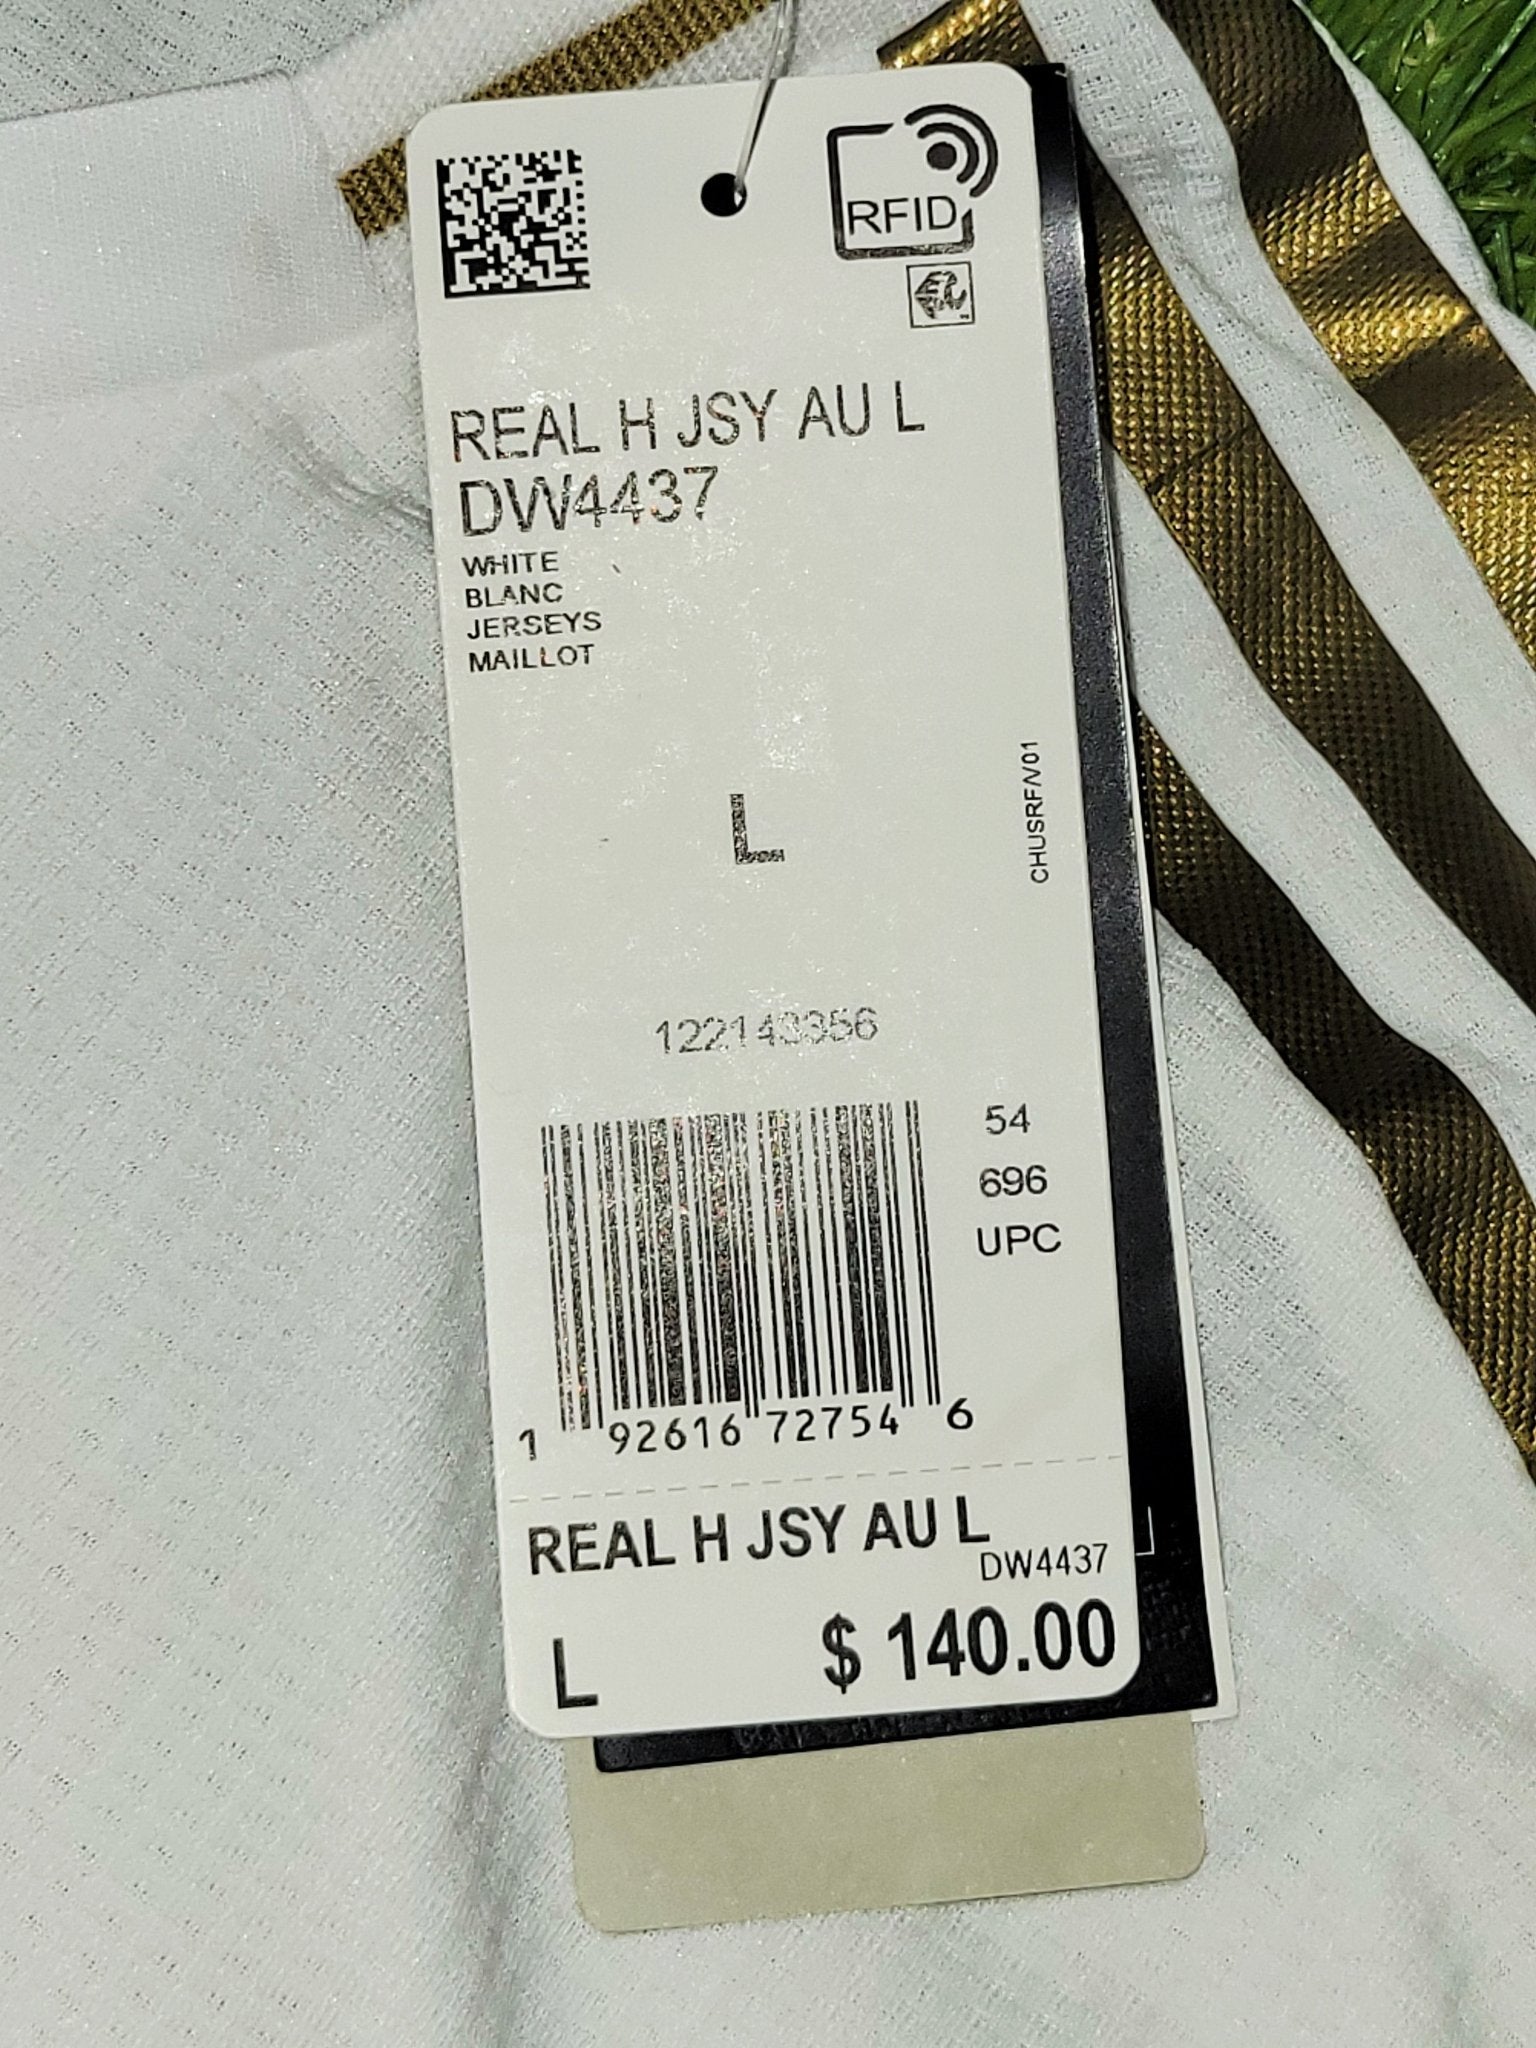 RFID
REAL H JSY AU L
DW4437
WHITE
BLANC
JERSEYS
MAILLOT
L
CHUSRF/V01
122143356
54
696
UPC
1 92616 72754 6
REAL H JSY AU L
DW4437
L $ 140.00